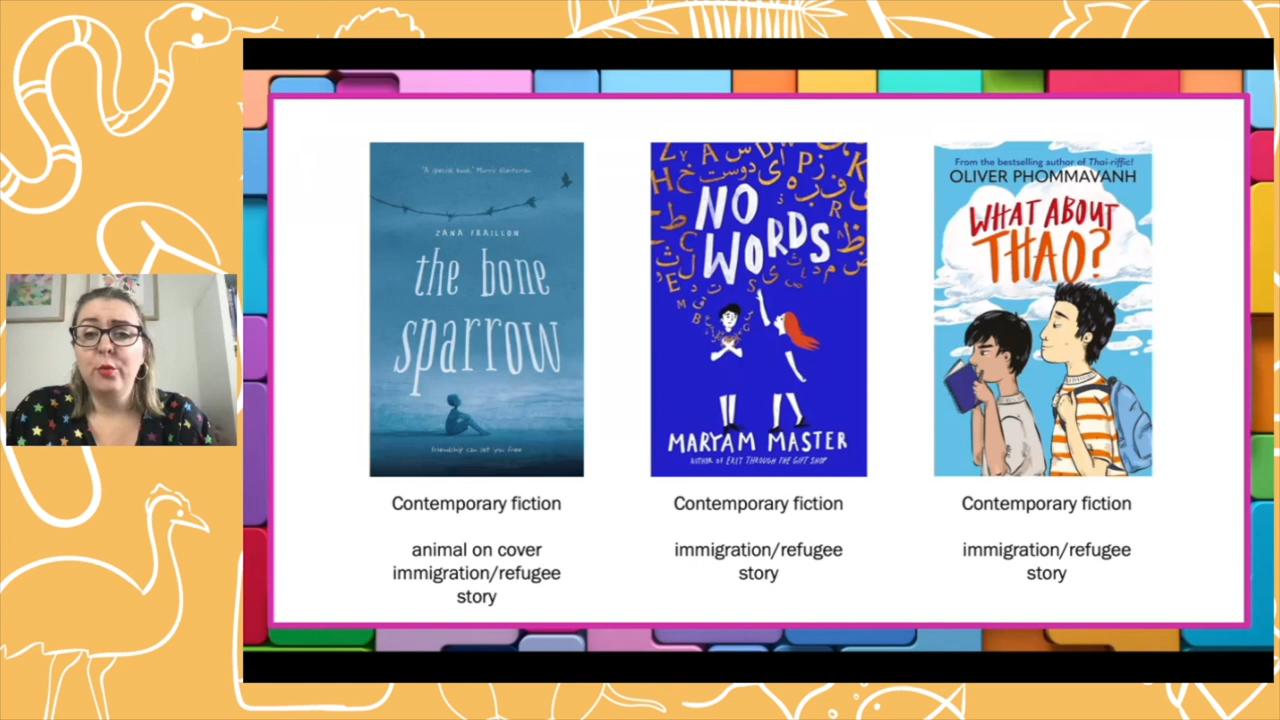 'A special book.' Morris Gleitzman
ZANA FRAILLON
the bone
sparrow
friendship can set you free
Contemporary fiction
animal on cover
immigration/refugee
story
NO
WORDS
MARYAM MASTER
AUTHOR OF EXIT THROUGH THE GIFT SHOP
Contemporary fiction
immigration/refugee
story
From the bestselling author of Thai-riffic!
OLIVER PHOMMAVANH
WHAT ABOUT
THAO?
Contemporary fiction
immigration/refugee
story